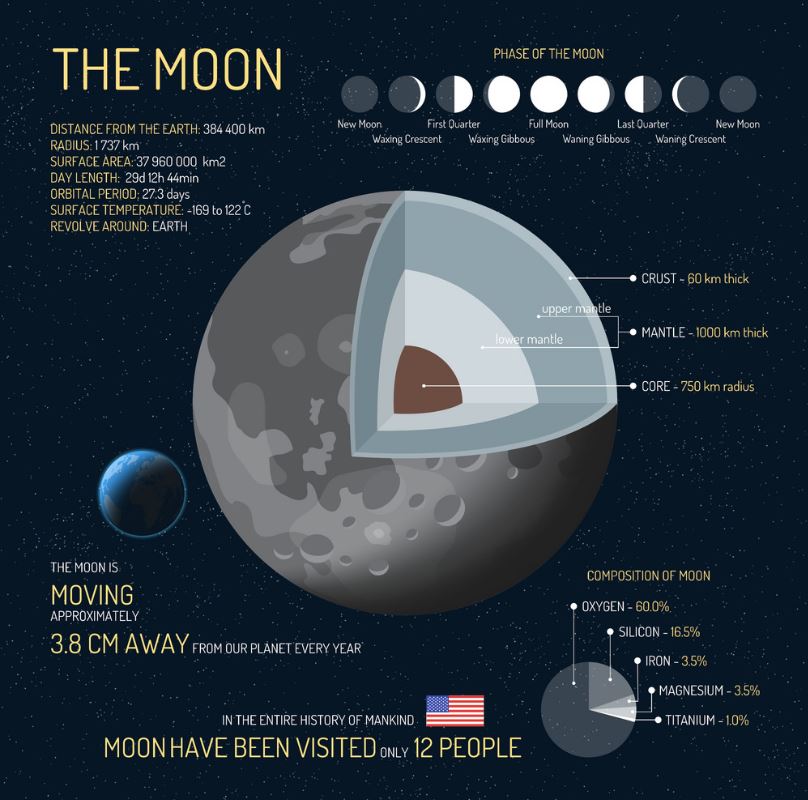 THE MOON
DISTANCE FROM THE EARTH: 384 400 km
RADIUS: 1 737 km
SURFACE AREA: 37 960 000 km2
DAY LENGTH: 29d 12h 44min
ORBITAL PERIOD: 27.3 days
SURFACE TEMPERATURE: -169 to 122°C
REVOLVE AROUND: EARTH
PHASE OF THE MOON
New Moon
Waxing Crescent
First Quarter
Waxing Gibbous
Full Moon
Waning Gibbous
Last Quarter
Waning Crescent
New Moon
CRUST ~ 60 km thick
upper mantle
MANTLE ~ 1000 km thick
lower mantle
CORE ~ 750 km radius
THE MOON IS
MOVING
APPROXIMATELY
3.8 CM AWAY FROM OUR PLANET EVERY YEAR
COMPOSITION OF MOON
OXYGEN ~ 60.0%
SILICON ~ 16.5%
IRON ~ 3.5%
MAGNESIUM ~ 3.5%
TITANIUM ~ 1.0%
IN THE ENTIRE HISTORY OF MANKIND
MOON HAVE BEEN VISITED ONLY 12 PEOPLE